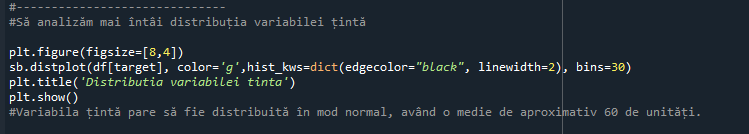 #-----------------------------
#Să analizăm mai întâi distribuția variabilei țintă
plt.figure(figsize=[8,4])
sb.distplot(df[target], color='g',hist_kws=dict(edgecolor="black", linewidth=2), bins=30)
plt.title('Distributia variabilei tinta')
plt.show()
#Variabila țintă pare să fie distribuită în mod normal, având o medie de aproximativ 60 de unități.